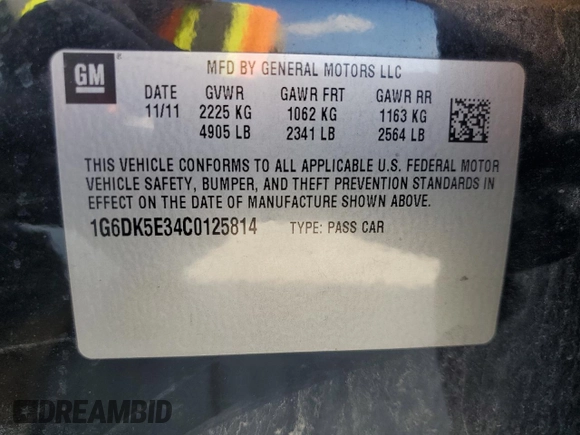 GM
®
MFD BY GENERAL MOTORS LLC
DATE GVWR GAWR FRT GAWR RR
11/11 2225 KG 1062 KG 1163 KG
4905 LB 2341 LB 2564 LB
THIS VEHICLE CONFORMS TO ALL APPLICABLE U.S. FEDERAL MOTOR
VEHICLE SAFETY, BUMPER, AND THEFT PREVENTION STANDARDS IN
EFFECT ON THE DATE OF MANUFACTURE SHOWN ABOVE.
1G6DK5E34C0125814 TYPE: PASS CAR
DREAMBID